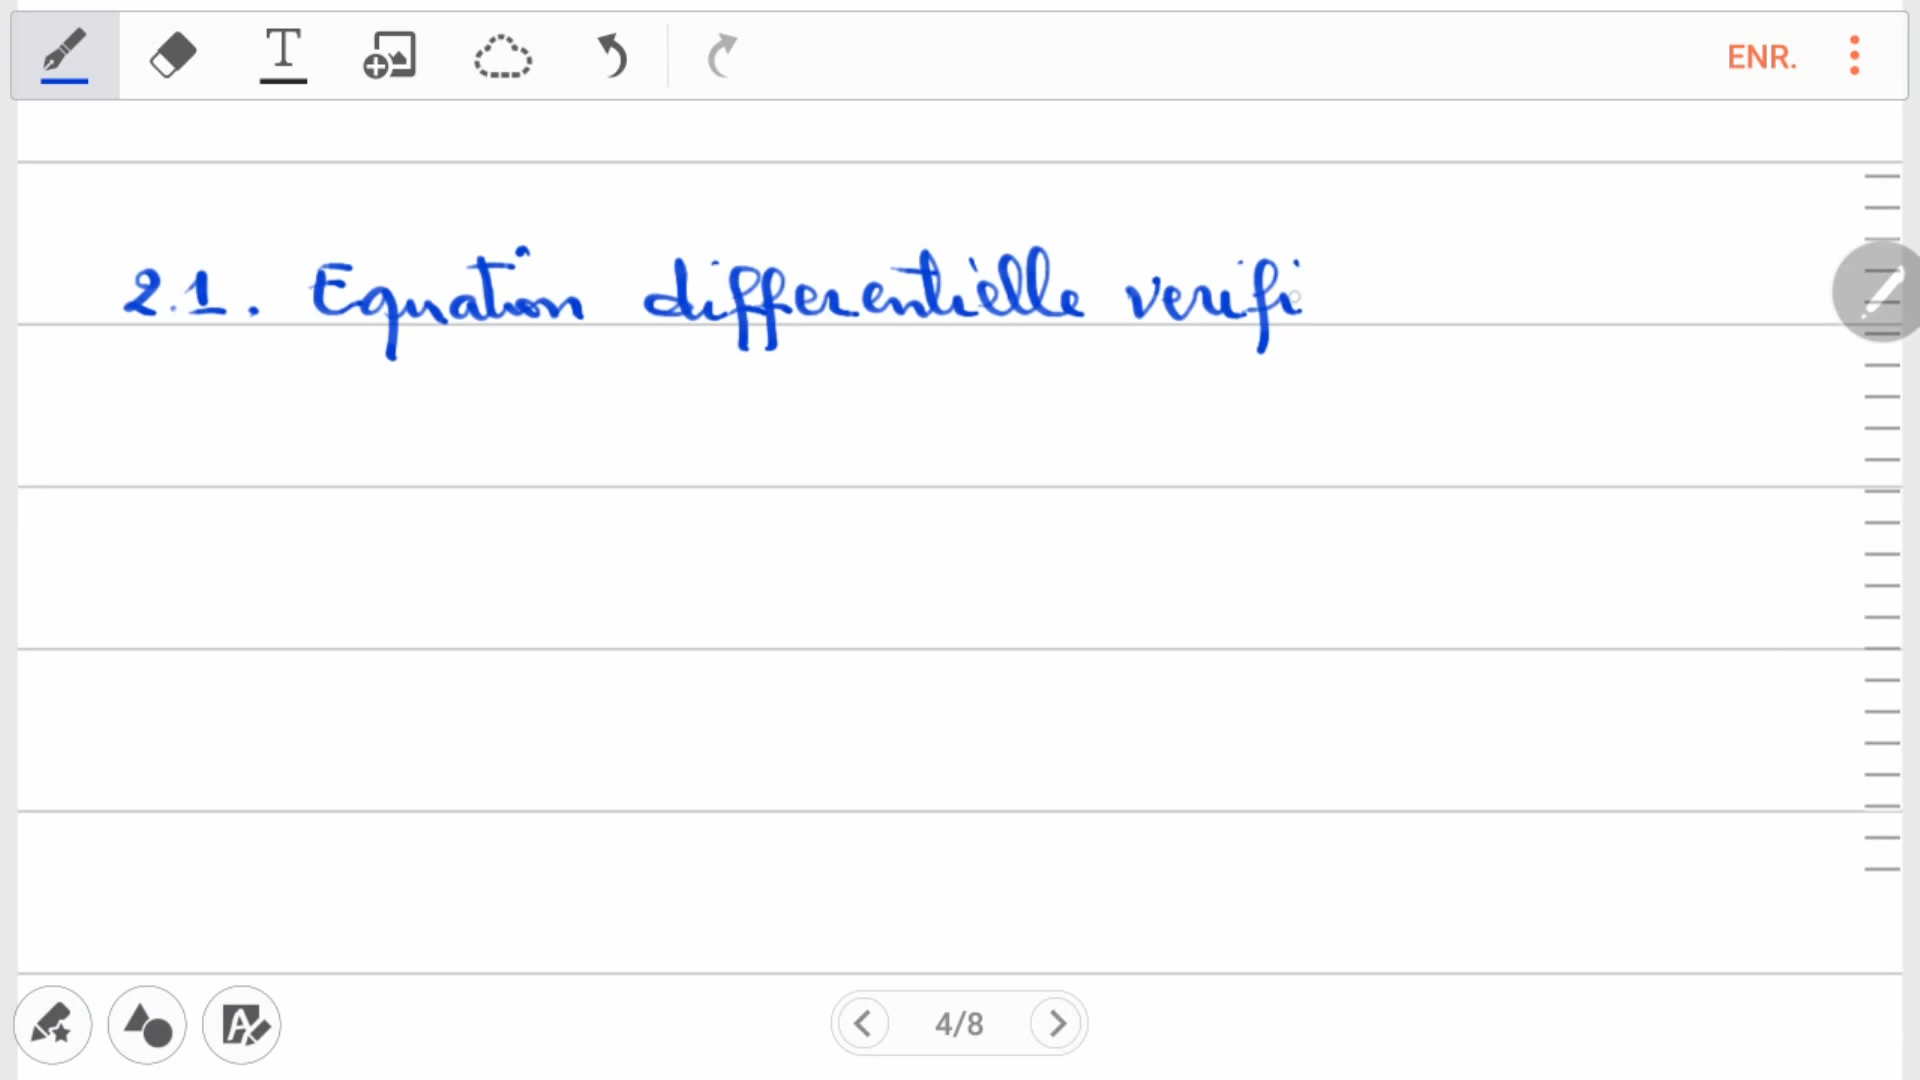 T
ENR.
2.1. Equation differentielle verifi
4/8